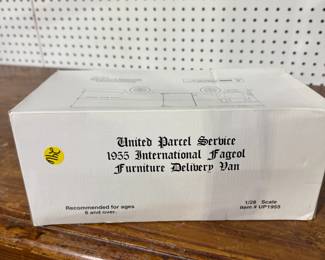 United Parcel Service
1955 International Fageol
Furniture Delivery Van
Recommended for ages
8 and over.
1/28 Scale
Item # UP1955